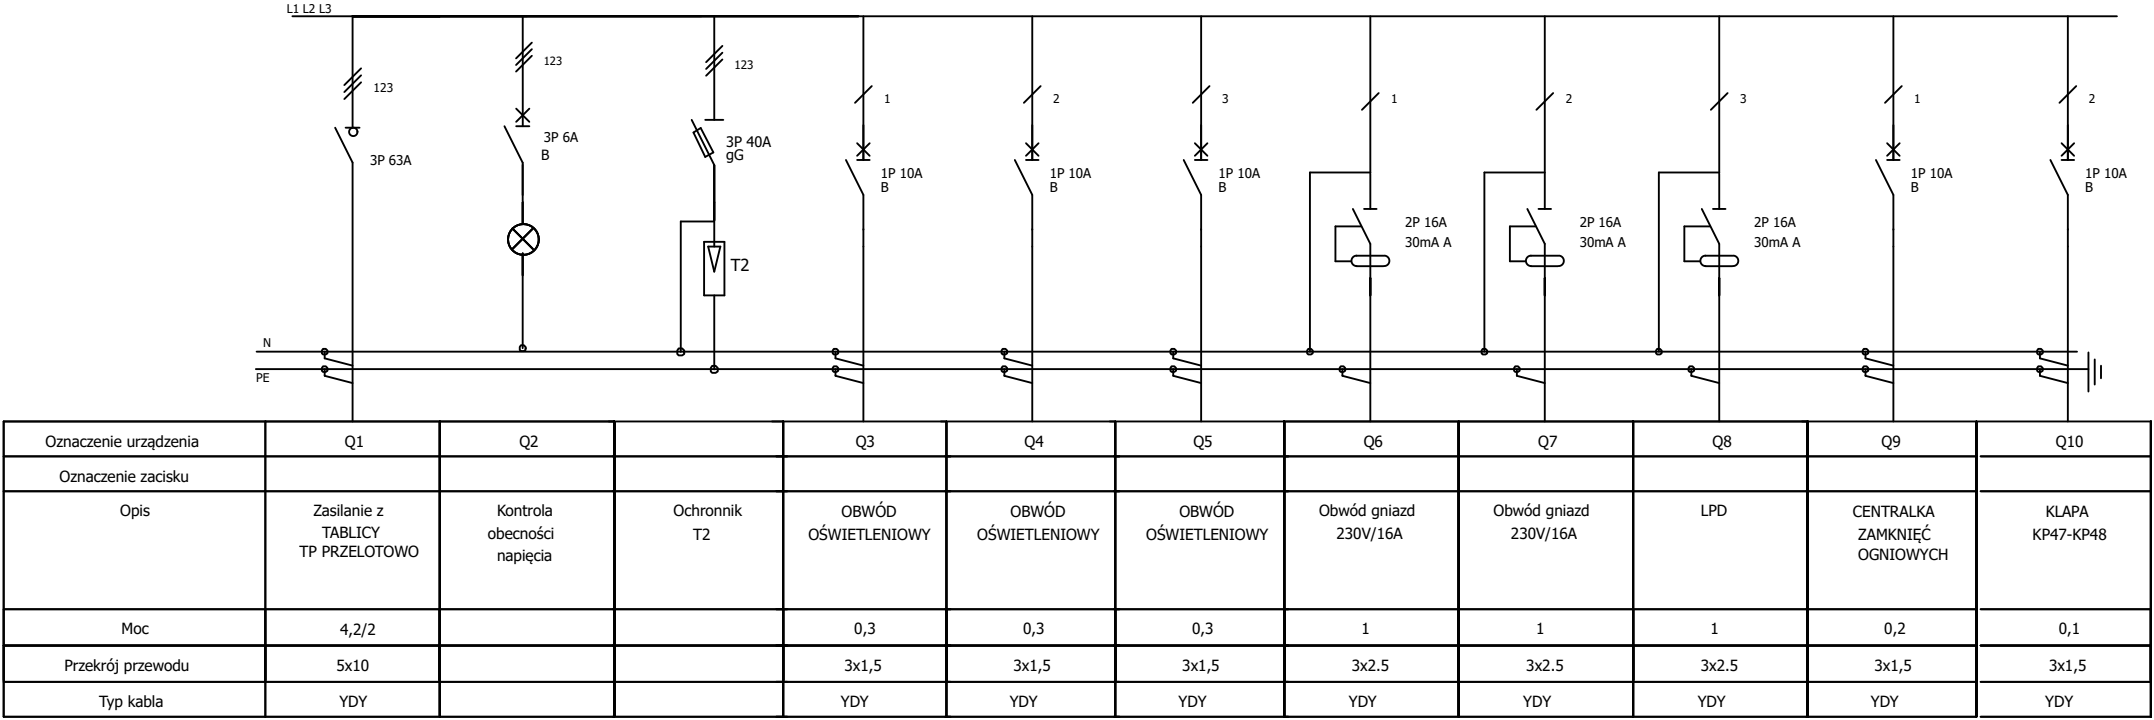 L1 L2 L3
123
3P 63A
123
3P 6A
B
123
3P 40A
gG
T2
1
1P 10A
B
2
1P 10A
B
3
1P 10A
B
1
2P 16A
30mA A
2
2P 16A
30mA A
3
2P 16A
30mA A
1
1P 10A
B
2
1P 10A
B
N
PE
Oznaczenie urządzenia Q1 Q2 Q3 Q4 Q5 Q6 Q7 Q8 Q9 Q10
Oznaczenie zacisku
Opis
Zasilanie z
TABLICY
TP PRZELOTOWO
Kontrola
obecności
napięcia
Ochronnik
T2
OBWÓD
OŚWIETLENIOWY
OBWÓD
OŚWIETLENIOWY
OBWÓD
OŚWIETLENIOWY
Obwód gniazd
230V/16A
Obwód gniazd
230V/16A
LPD
CENTRALKA
ZAMKNIĘĆ
OGNIOWYCH
KLAPA
KP47-KP48
Moc 4,2/2 0,3 0,3 0,3 1 1 1 0,2 0,1
Przekrój przewodu 5x10 3x1,5 3x1,5 3x1,5 3x2.5 3x2.5 3x2.5 3x1,5 3x1,5
Typ kabla YDY YDY YDY YDY YDY YDY YDY YDY YDY